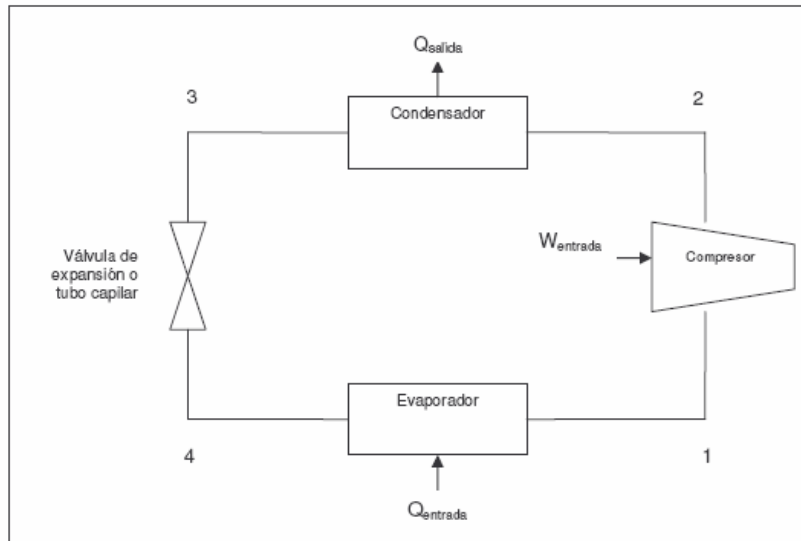 Qsalida
3
2
Condensador
Válvula de
expansión o
tubo capilar
Wentrada
Compresor
Evaporador
4
1
Qentrada